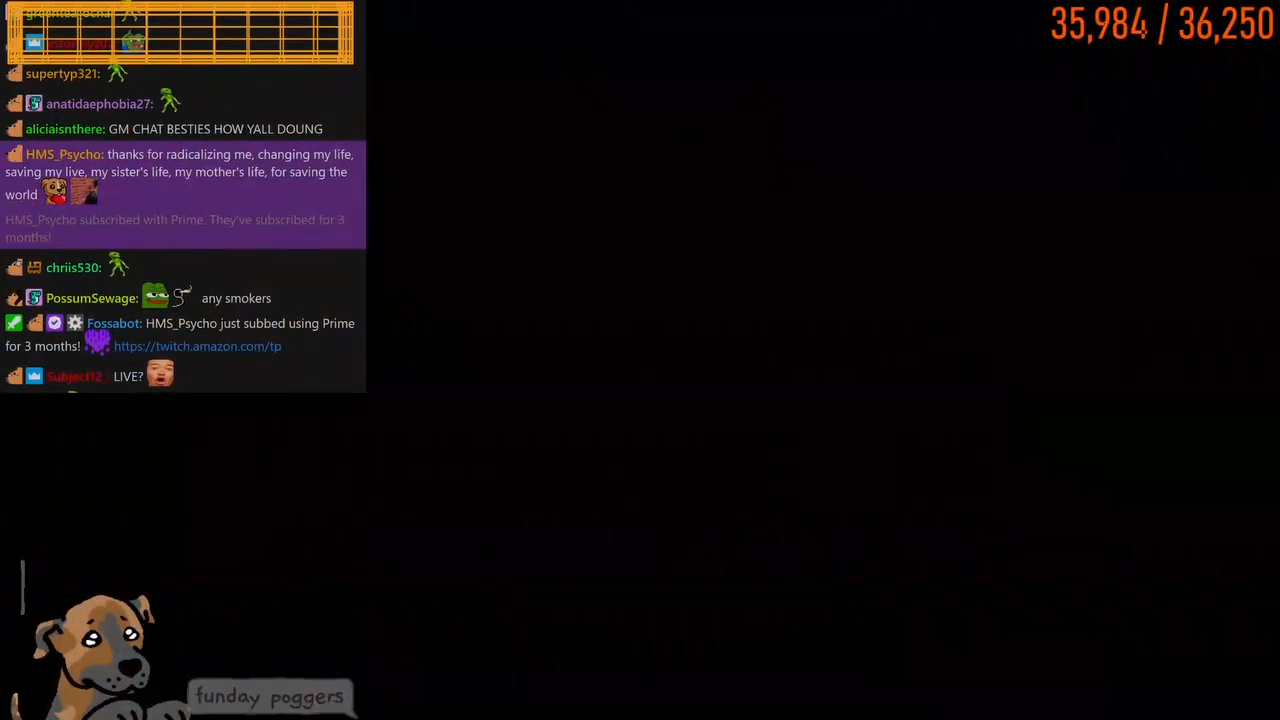 35,984 / 36,250
greenteajocha:
supertyp321:
anatidaephobia27:
aliciaisnthere: GM CHAT BESTIES HOW YALL DOUNG
HMS_Psycho: thanks for radicalizing me, changing my life,
saving my live, my sister's life, my mother's life, for saving the
world
HMS_Psycho subscribed with Prime. They've subscribed for 3
months!
chriis530:
PossumSewage: any smokers
Fossabot: HMS_Psycho just subbed using Prime
for 3 months! https://twitch.amazon.com/tp
Subject12_: LIVE?
funday poggers